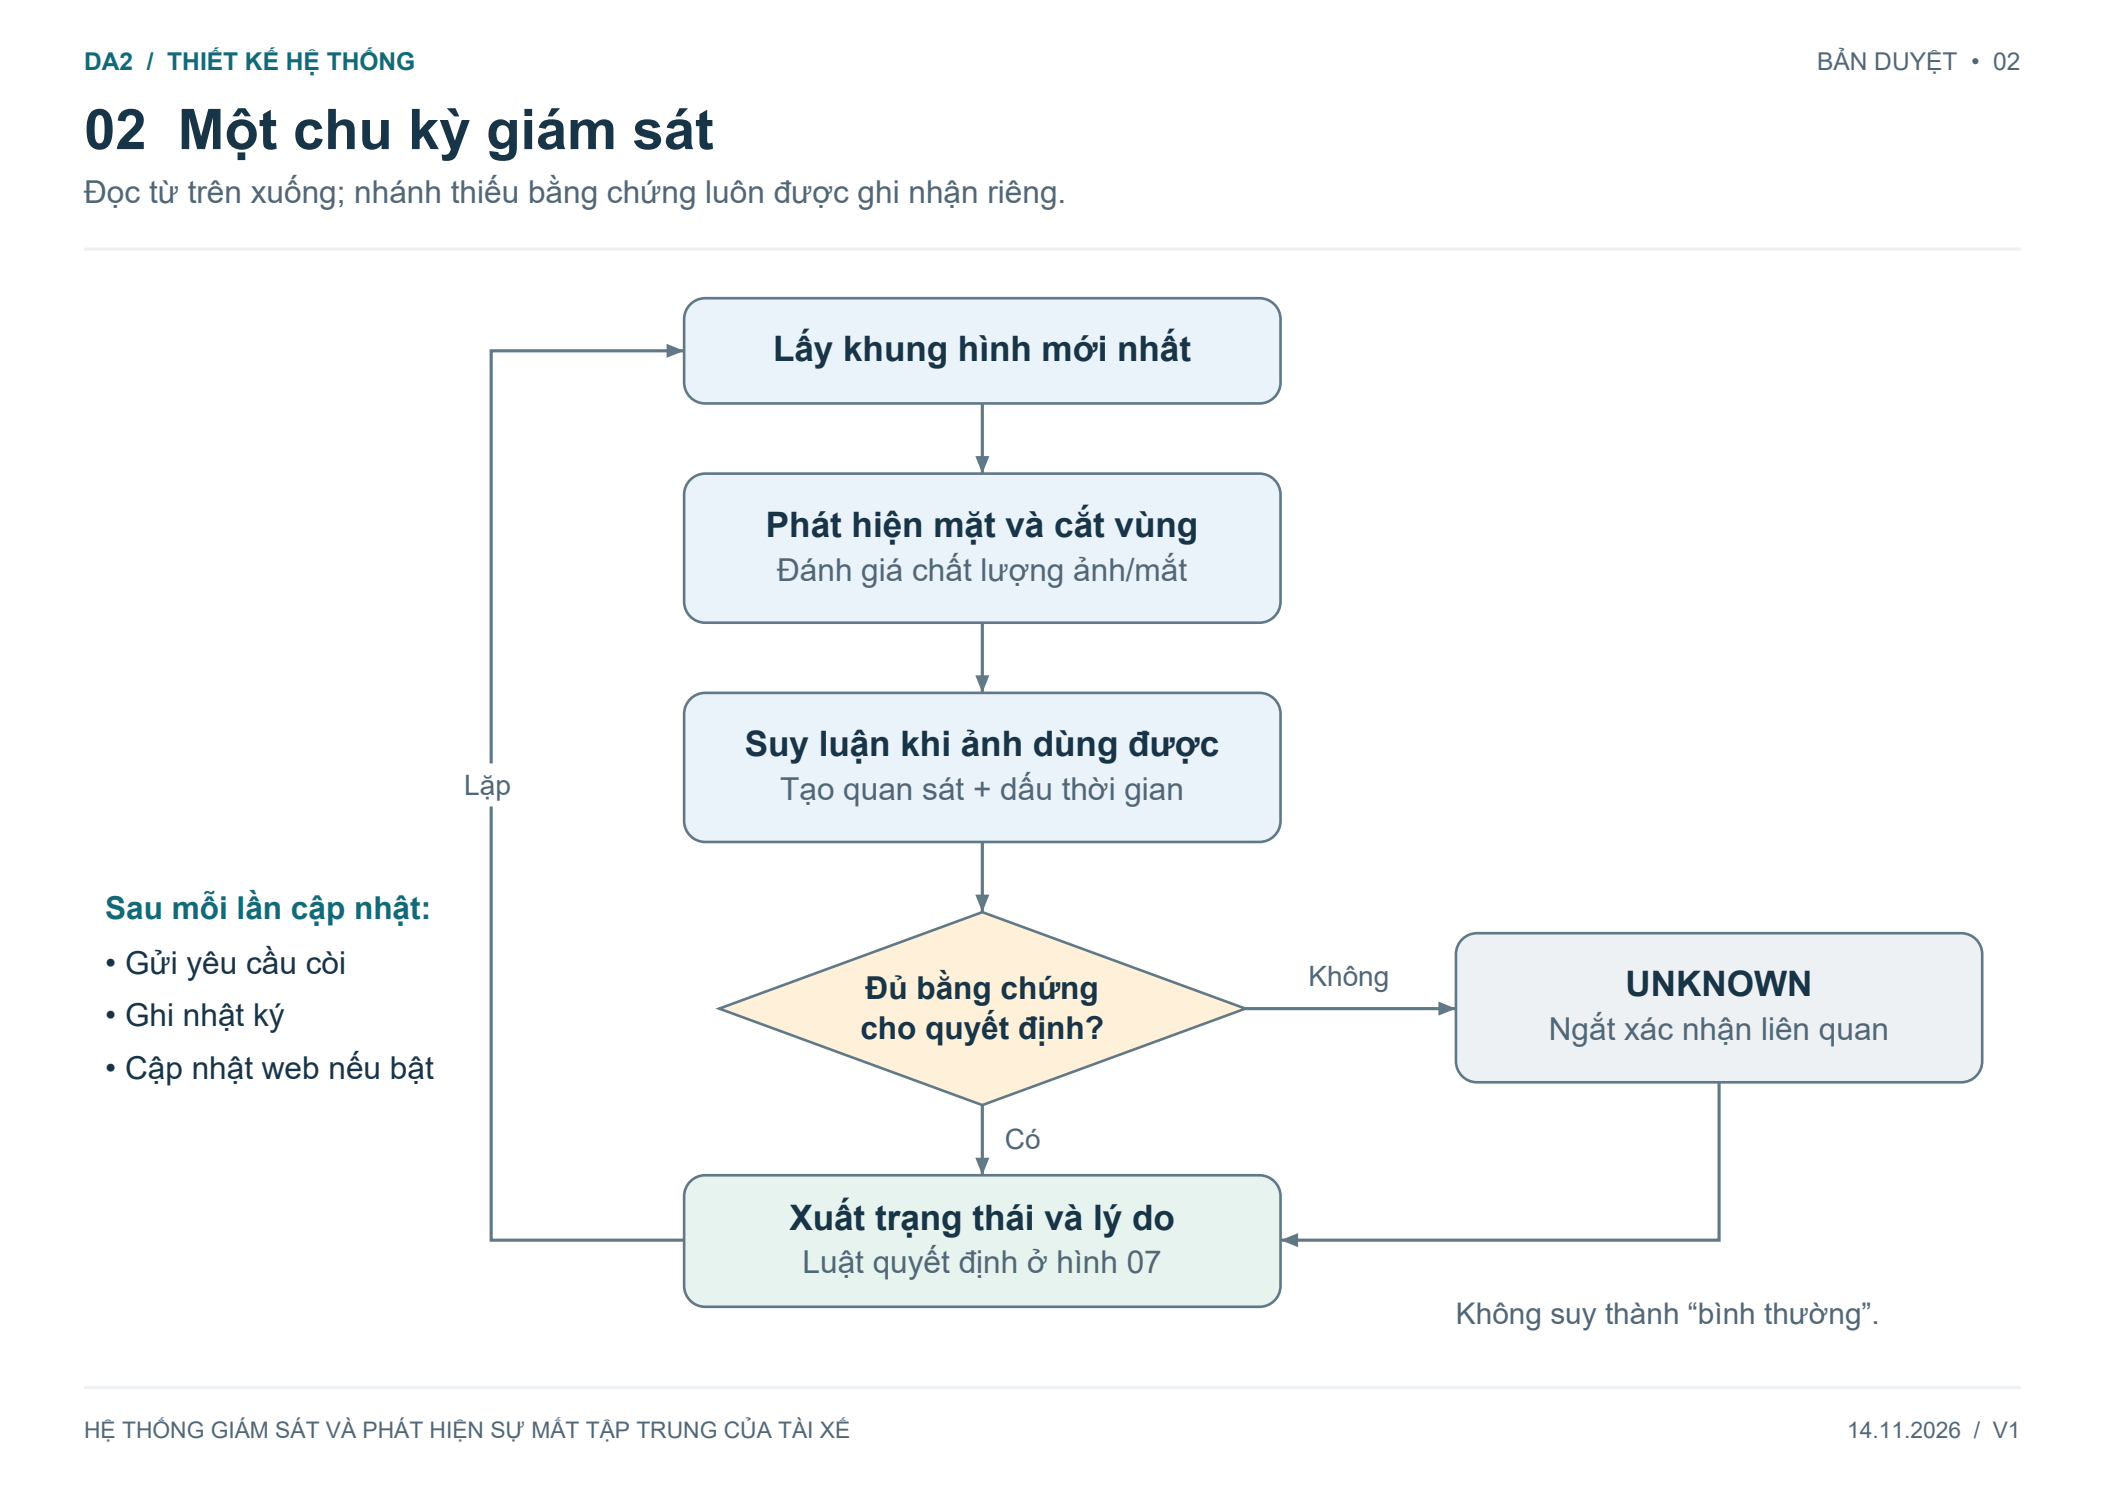 DA2 / THIẾT KẾ HỆ THỐNG
BẢN DUYỆT • 02
02 Một chu kỳ giám sát
Đọc từ trên xuống; nhánh thiếu bằng chứng luôn được ghi nhận riêng.
Lấy khung hình mới nhất
Phát hiện mặt và cắt vùng
Đánh giá chất lượng ảnh/mắt
Suy luận khi ảnh dùng được
Tạo quan sát + dấu thời gian
Lặp
Sau mỗi lần cập nhật:
• Gửi yêu cầu còi
• Ghi nhật ký
• Cập nhật web nếu bật
Đủ bằng chứng
cho quyết định?
Không
UNKNOWN
Ngắt xác nhận liên quan
Có
Xuất trạng thái và lý do
Luật quyết định ở hình 07
Không suy thành “bình thường”.
HỆ THỐNG GIÁM SÁT VÀ PHÁT HIỆN SỰ MẤT TẬP TRUNG CỦA TÀI XẾ
14.11.2026 / V1